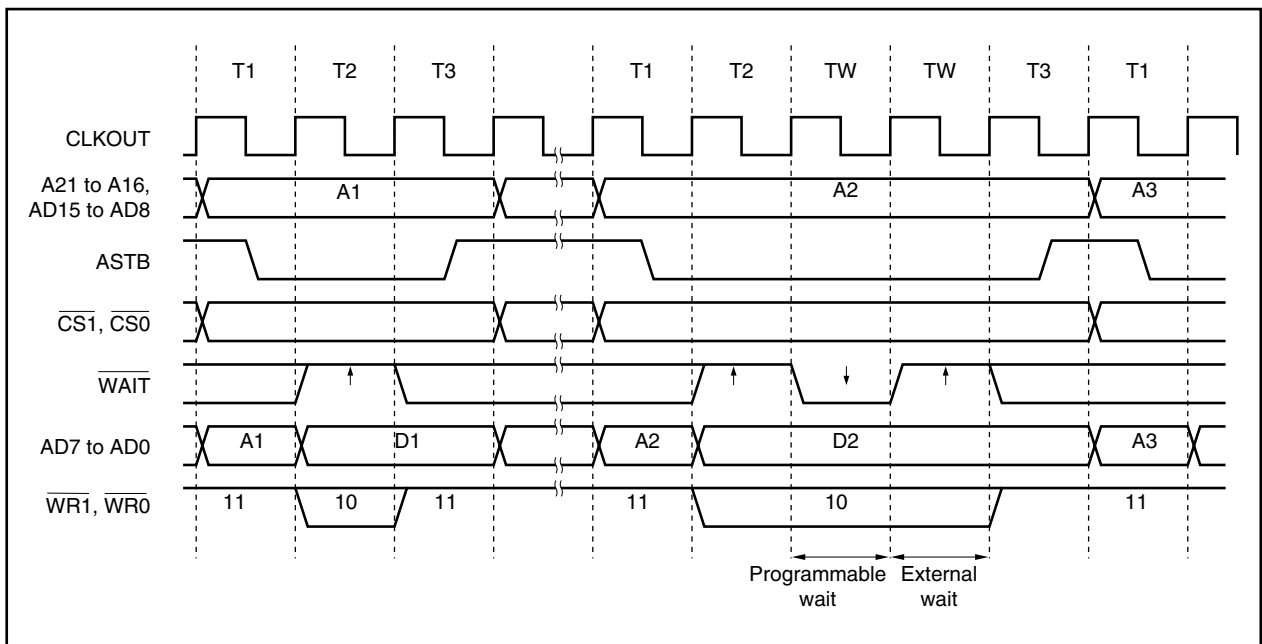 T1 T2 T3 T1 T2 TW TW T3 T1
CLKOUT
A21 to A16,
AD15 to AD8
A1 A2 A3
ASTB
CS1, CS0
WAIT
AD7 to AD0
A1 D1 A2 D2 A3
WR1, WR0
11 10 11 11 10 11
Programmable
wait
External
wait